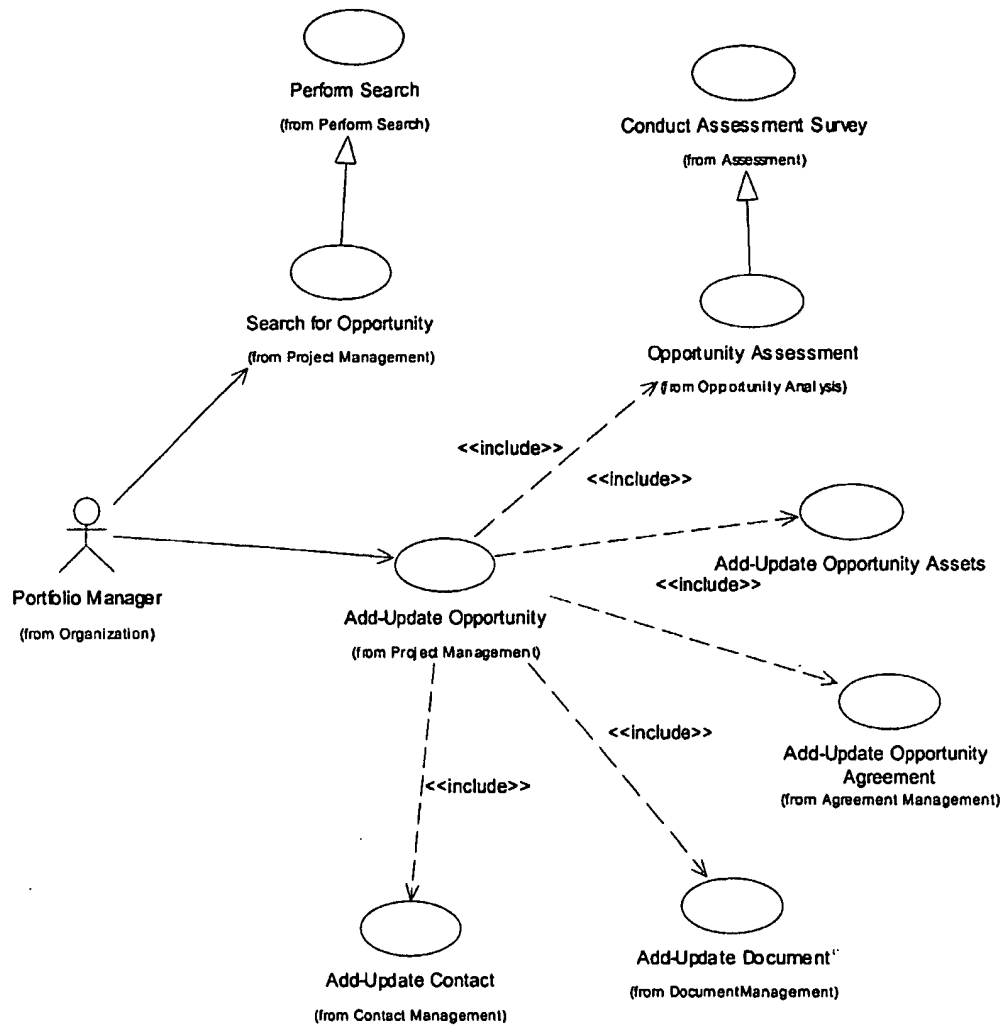 Perform Search
(from Perform Search)
Conduct Assessment Survey
(from Assessment)
Search for Opportunity
(from Project Management)
Opportunity Assessment
(from Opportunity Analysis)
<<include>>
<<include>>
Add-Update Opportunity Assets
<<include>>
Portfolio Manager
(from Organization)
Add-Update Opportunity
(from Project Management)
<<include>>
Add-Update Opportunity
Agreement
(from Agreement Management)
<<include>>
Add-Update Document
(from DocumentManagement)
Add-Update Contact
(from Contact Management)